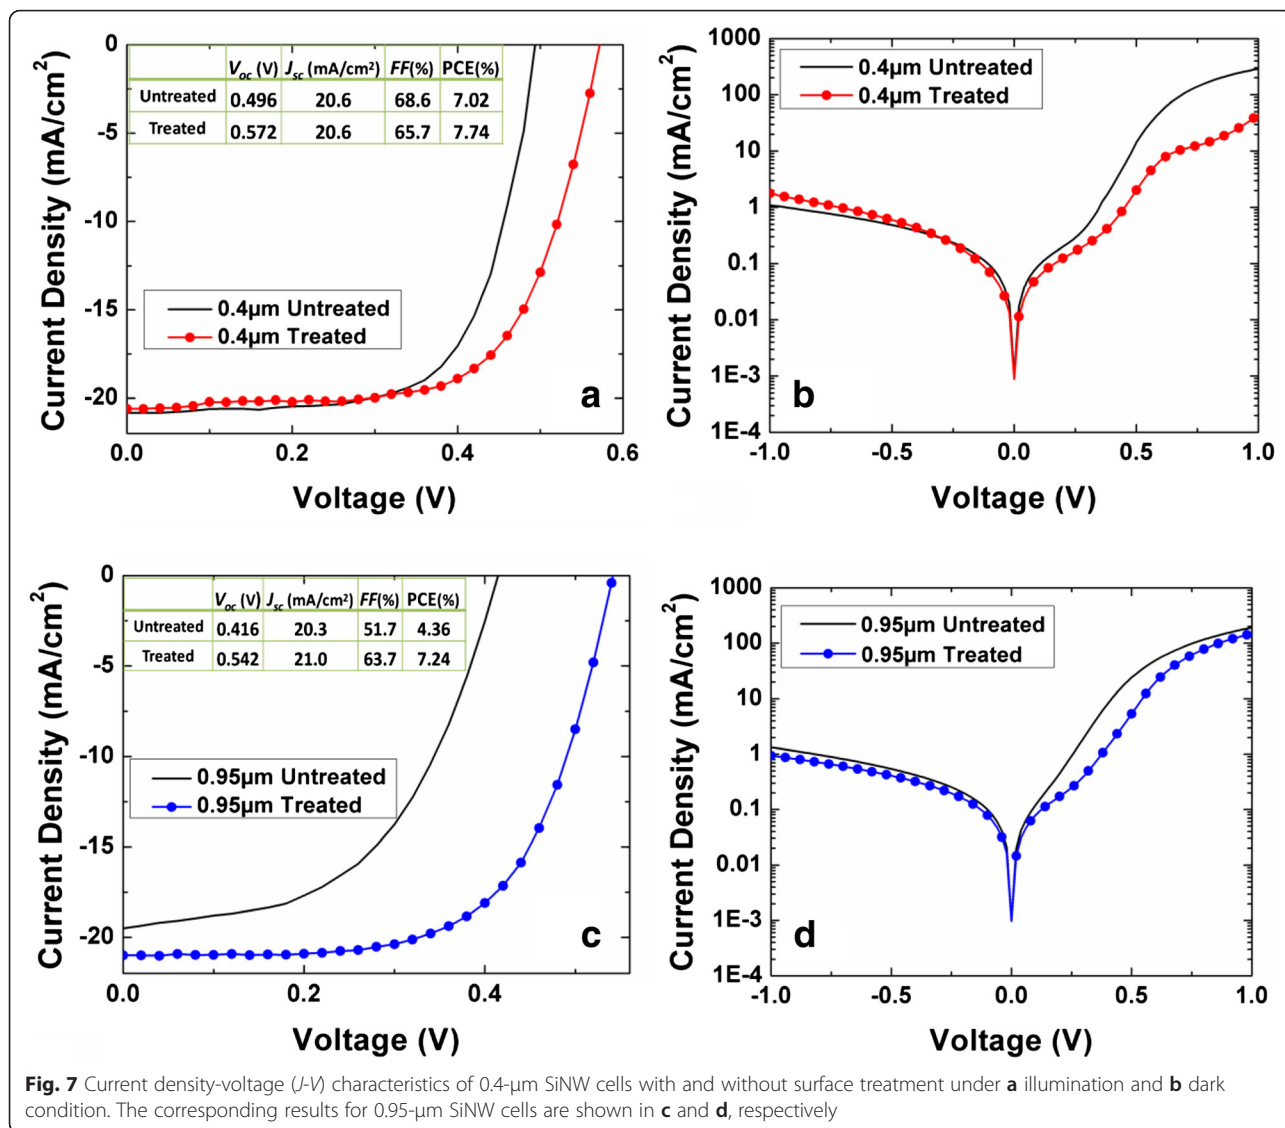 V_oc (V) J_sc (mA/cm²) FF(%) PCE(%)
Untreated 0.496 20.6 68.6 7.02
Treated 0.572 20.6 65.7 7.74
0.4µm Untreated
0.4µm Treated
a
0
-5
-10
-15
-20
0.0 0.2 0.4 0.6
Current Density (mA/cm²)
Voltage (V)
0.4µm Untreated
0.4µm Treated
b
1000
100
10
1
0.1
0.01
1E-3
1E-4
-1.0 -0.5 0.0 0.5 1.0
Current Density (mA/cm²)
Voltage (V)
V_oc (V) J_sc (mA/cm²) FF(%) PCE(%)
Untreated 0.416 20.3 51.7 4.36
Treated 0.542 21.0 63.7 7.24
0.95µm Untreated
0.95µm Treated
c
0
-5
-10
-15
-20
0.0 0.2 0.4
Current Density (mA/cm²)
Voltage (V)
0.95µm Untreated
0.95µm Treated
d
1000
100
10
1
0.1
0.01
1E-3
1E-4
-1.0 -0.5 0.0 0.5 1.0
Current Density (mA/cm²)
Voltage (V)
Fig. 7 Current density-voltage (J-V) characteristics of 0.4-μm SiNW cells with and without surface treatment under a illumination and b dark
condition. The corresponding results for 0.95-μm SiNW cells are shown in c and d, respectively